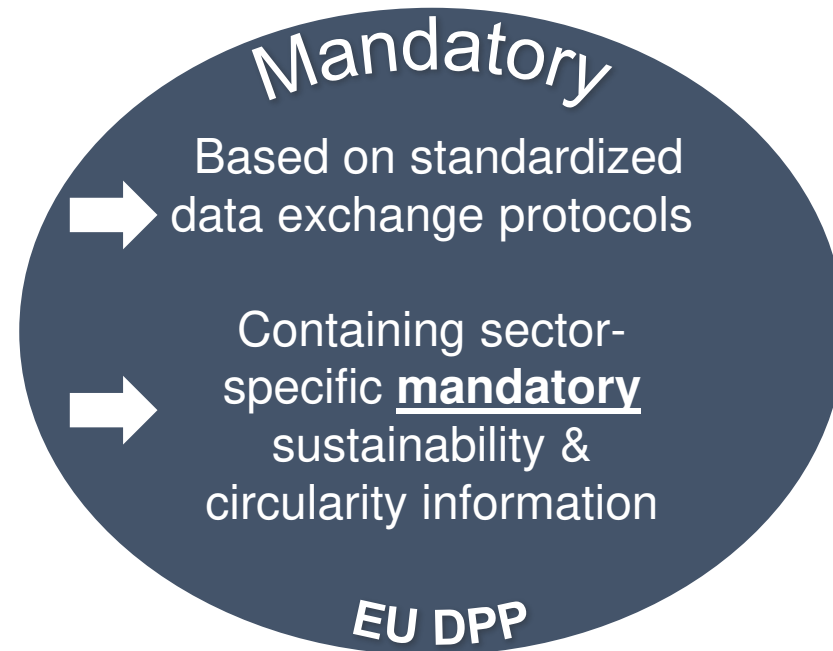 Mandatory
Based on standardized
data exchange protocols
Containing sector-
specific mandatory
sustainability &
circularity information
EU DPP